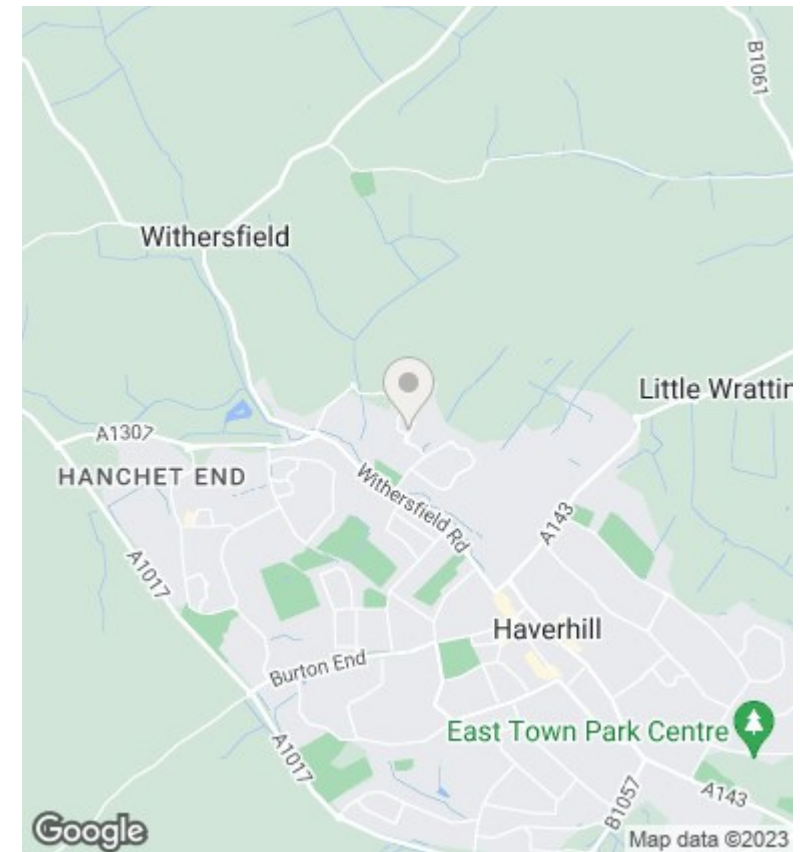 B1061
Withersfield
Little Wrattin
A1307
HANCHET END
Withersfield Rd
A143
A1017
Haverhill
Burton End
East Town Park Centre
A1017
B1057
A143
Google
Map data ©2023